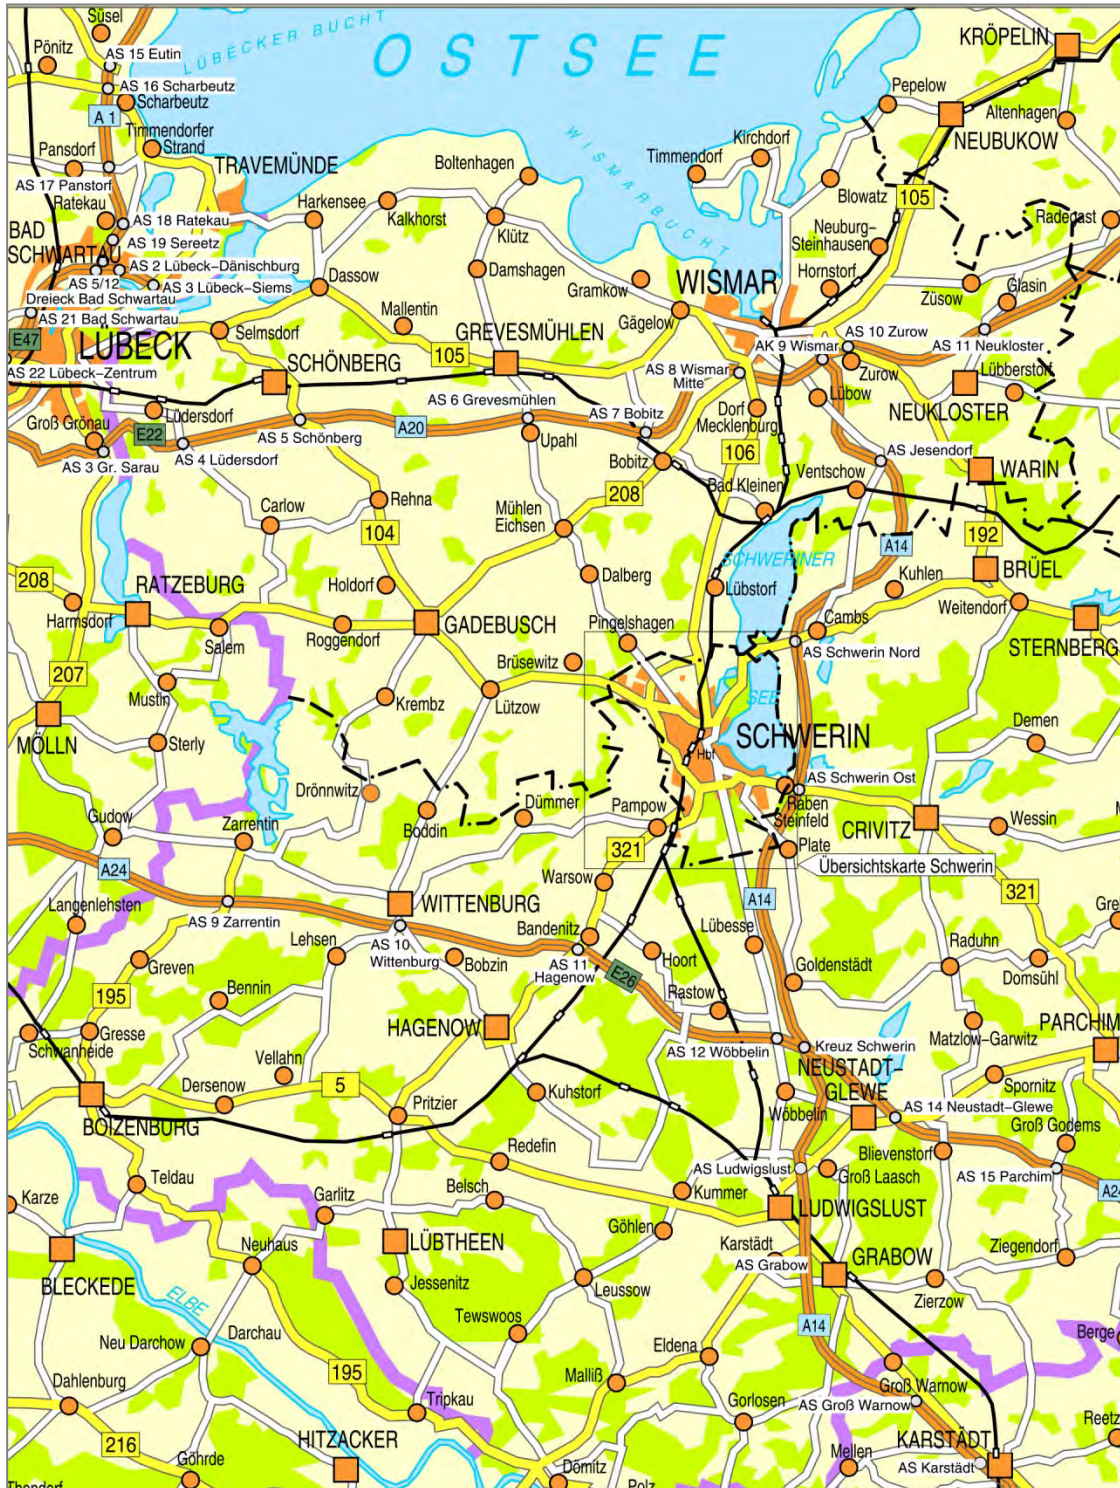 Süsel
Pönitz
AS 15 Eutin
LÜBECKER BUCHT
OSTSEE
KRÖPELIN
AS 16 Scharbeutz
Scharbeutz
A 1
Pepelow
Altenhagen
NEUBUKOW
Timmendorfer
Strand
Pansdorf
TRAVEMÜNDE
Boltenhagen
WISMARBUCHT
Kirchdorf
Timmendorf
Blowatz
105
AS 17 Panstorf
Ratekau
AS 18 Ratekau
Harkensee
Kalkhorst
Klütz
Neuburg-
Steinhausen
Radegast
BAD
SCHWARTAU
AS 19 Sereetz
AS 2 Lübeck-Dänischburg
AS 5/12
AS 3 Lübeck-Siems
Dreieck Bad Schwartau
AS 21 Bad Schwartau
Dassow
Damshagen
Gramkow
WISMAR
Hornstorf
Züsow
Glasin
Mallentin
Gägelow
E47
LÜBECK
Selmsdorf
GREVESMÜHLEN
AS 10 Zurow
AK 9 Wismar
AS 11 Neukloster
AS 22 Lübeck-Zentrum
SCHÖNBERG
105
AS 8 Wismar
Mitte
Zurow
Lübberstorf
Lübow
NEUKLOSTER
Lüdersdorf
AS 6 Grevesmühlen
AS 7 Bobitz
Dorf
Mecklenburg
Groß Grönau
E22
AS 5 Schönberg
A20
Upahl
AS 3 Gr. Sarau
AS 4 Lüdersdorf
106
AS Jesendorf
Bobitz
Ventschow
WARIN
Bad Kleinen
208
Rehna
Mühlen
Eichsen
Carlow
104
192
A14
SCHWERINER
SEE
208
RATZEBURG
Holdorf
Dalberg
Lübstorf
Kuhlen
BRÜEL
Weitendorf
Harmsdorf
Salem
Roggendorf
GADEBUSCH
Pingelshagen
Cambs
AS Schwerin Nord
STERNBERG
207
Brüsewitz
Mustin
Krembz
Lützow
MÖLLN
Sterly
SCHWERIN
Hbf
Demen
Drönnwitz
AS Schwerin Ost
Raben
Steinfeld
Boddin
Dümmer
Pampow
Gudow
Zarrentin
CRIVITZ
Wessin
321
Plate
Übersichtskarte Schwerin
A24
Warsow
321
WITTENBURG
A14
Langenlehsten
AS 9 Zarrentin
Lehsen
AS 10
Wittenburg
Bandenitz
Lübesse
Greven
Bobzin
AS 11
Hagenow
Hoort
Raduhn
Domsühl
Bennin
E26
Goldenstädt
195
Rastow
Gresse
HAGENOW
Schwanheide
AS 12 Wöbbelin
Kreuz Schwerin
Matzlow-Garwitz
PARCHIM
Vellahn
NEUSTADT-
GLEWE
Spornitz
Dersenow
5
Pritzier
Kuhstorf
Wöbbelin
BOIZENBURG
AS 14 Neustadt-Glewe
Groß Godems
Redefin
Blievenstorf
Teldau
AS Ludwigslust
Groß Laasch
AS 15 Parchim
Karze
Garlitz
Belsch
Kummer
LUDWIGSLUST
A24
Göhlen
LÜBTHEEN
Karstädt
Neuhaus
AS Grabow
GRABOW
Ziegendorf
BLECKEDE
Jessenitz
Leussow
Zierzow
ELBE
Tewswoos
Neu Darchow
Darchau
A14
Berge
Eldena
195
Malliß
Groß Warnow
Dahlenburg
Tripkau
Gorlosen
AS Groß Warnow
216
HITZACKER
KARSTÄDT
Göhrde
Dömitz
Mellen
AS Karstädt
Polz